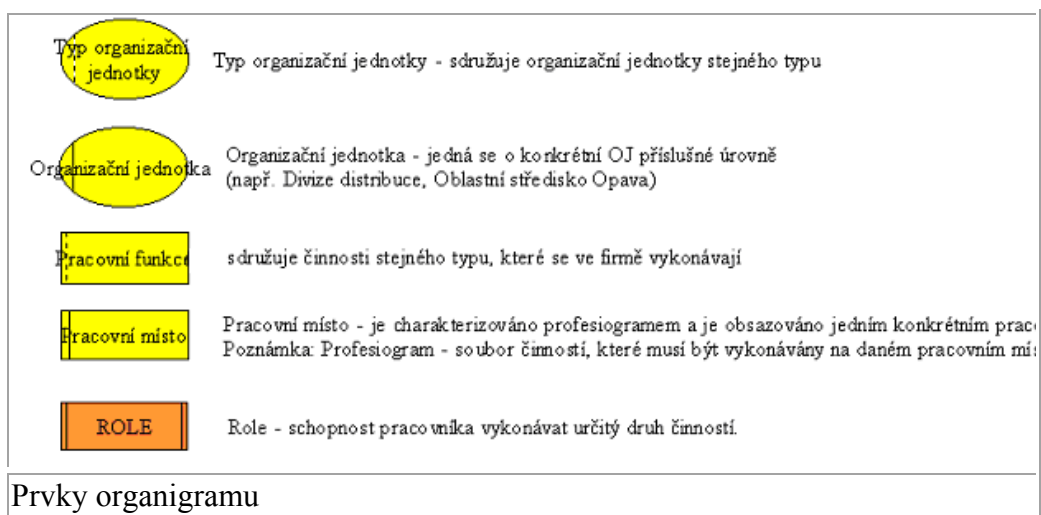 Typ organizační
jednotky
Typ organizační jednotky - sdružuje organizační jednotky stejného typu
Organizační jednotka
Organizační jednotka - jedná se o konkrétní OJ příslušné úrovně
(např. Divize distribuce, Oblastní středisko Opava)
Pracovní funkce
sdružuje činnosti stejného typu, které se ve firmě vykonávají
Pracovní místo
Pracovní místo - je charakterizováno profesiogramem a je obsazováno jedním konkrétním prac
Poznámka: Profesiogram - soubor činností, které musí být vykonávány na daném pracovním mí
ROLE
Role - schopnost pracovníka vykonávat určitý druh činností.
Prvky organigramu